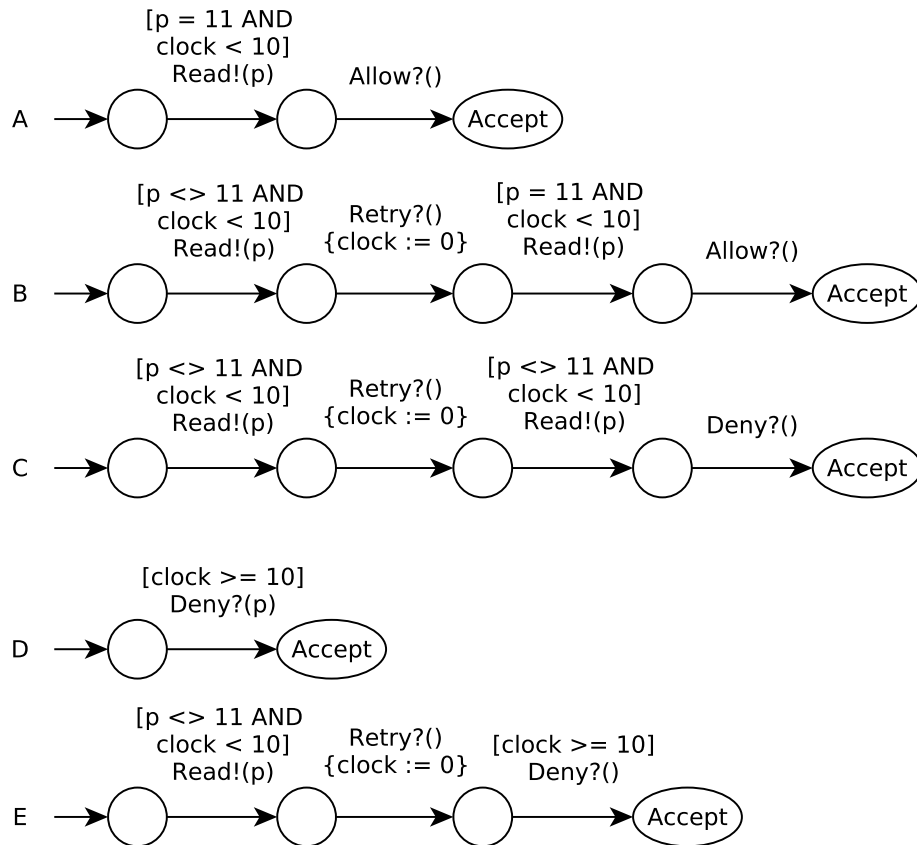 [p = 11 AND
clock < 10]
Read!(p)
Allow?()
A
Accept
[p <> 11 AND
clock < 10]
Read!(p)
Retry?()
{clock := 0}
[p = 11 AND
clock < 10]
Read!(p)
Allow?()
B
Accept
[p <> 11 AND
clock < 10]
Read!(p)
Retry?()
{clock := 0}
[p <> 11 AND
clock < 10]
Read!(p)
Deny?()
C
Accept
[clock >= 10]
Deny?(p)
D
Accept
[p <> 11 AND
clock < 10]
Read!(p)
Retry?()
{clock := 0}
[clock >= 10]
Deny?()
E
Accept